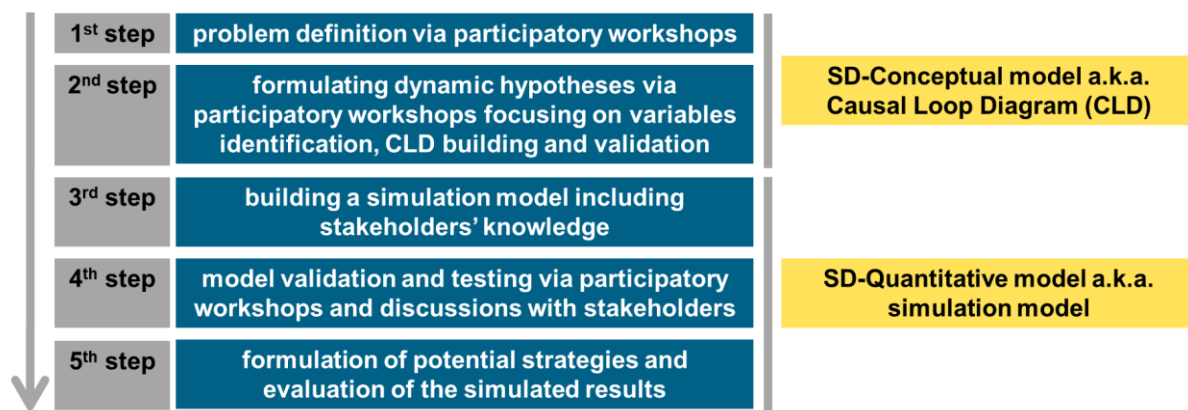 1st step
problem definition via participatory workshops
2nd step
formulating dynamic hypotheses via
participatory workshops focusing on variables
identification, CLD building and validation
SD-Conceptual model a.k.a.
Causal Loop Diagram (CLD)
3rd step
building a simulation model including
stakeholders’ knowledge
4th step
model validation and testing via participatory
workshops and discussions with stakeholders
SD-Quantitative model a.k.a.
simulation model
5th step
formulation of potential strategies and
evaluation of the simulated results